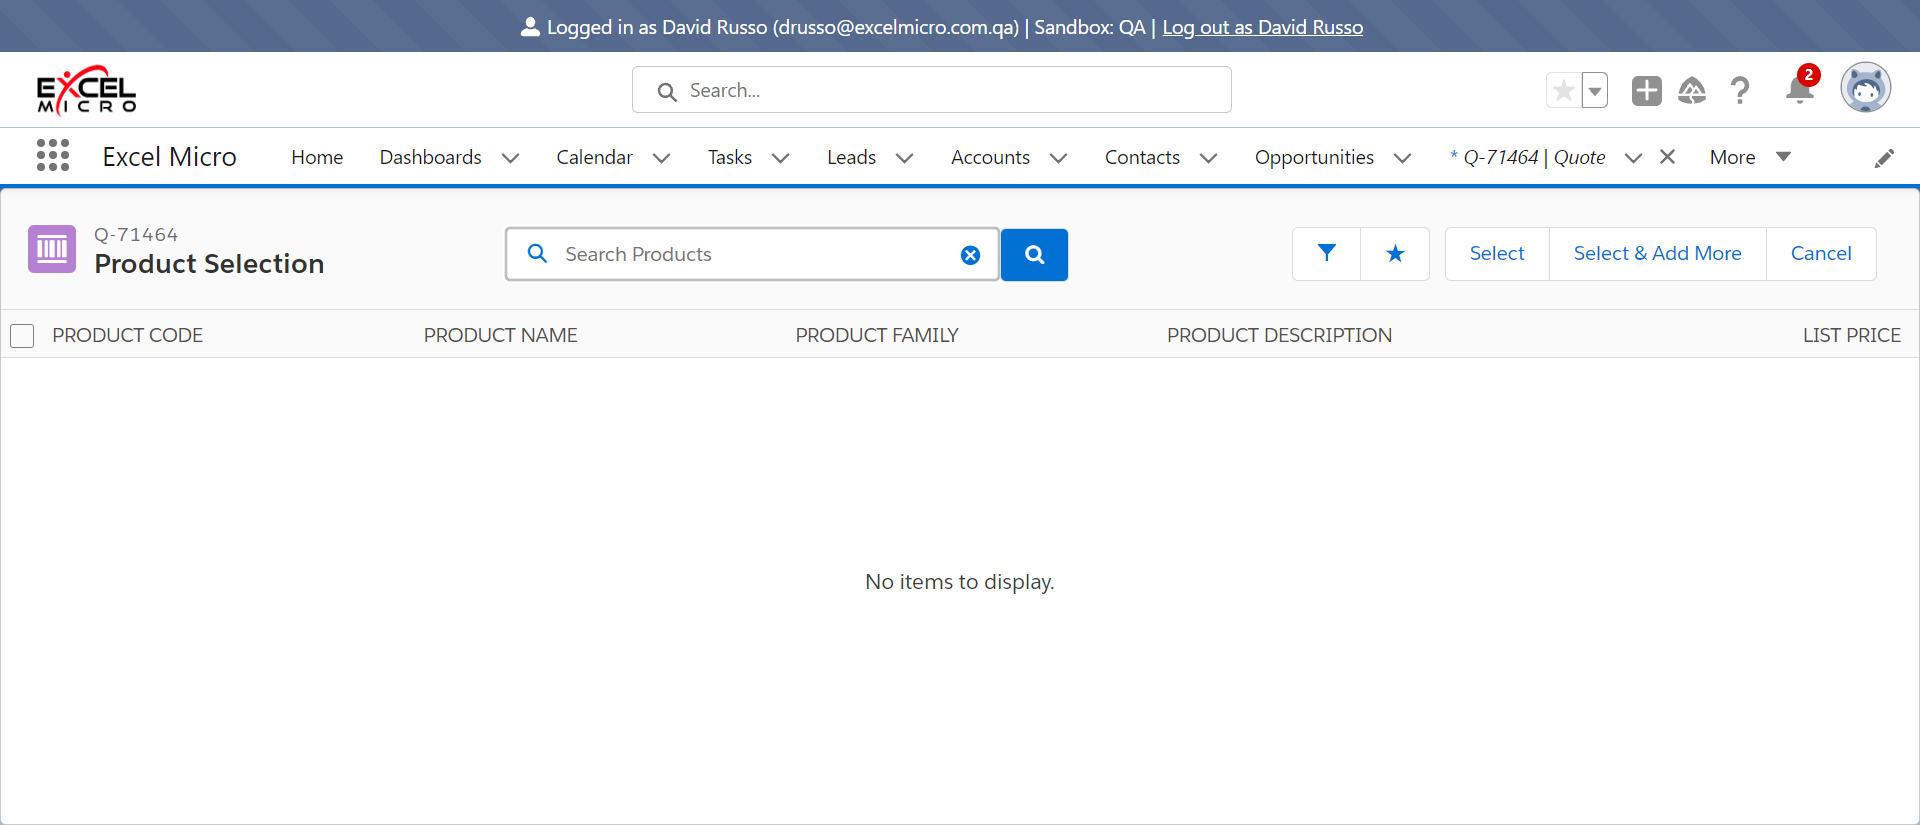 Logged in as David Russo (drusso@excelmicro.com.qa) | Sandbox: QA | Log out as David Russo
EXCEL
MICRO
Search...
2
Excel Micro Home Dashboards Calendar Tasks Leads Accounts Contacts Opportunities * Q-71464 | Quote More
Q-71464
Product Selection
Search Products
Select Select & Add More Cancel
PRODUCT CODE PRODUCT NAME PRODUCT FAMILY PRODUCT DESCRIPTION LIST PRICE
No items to display.